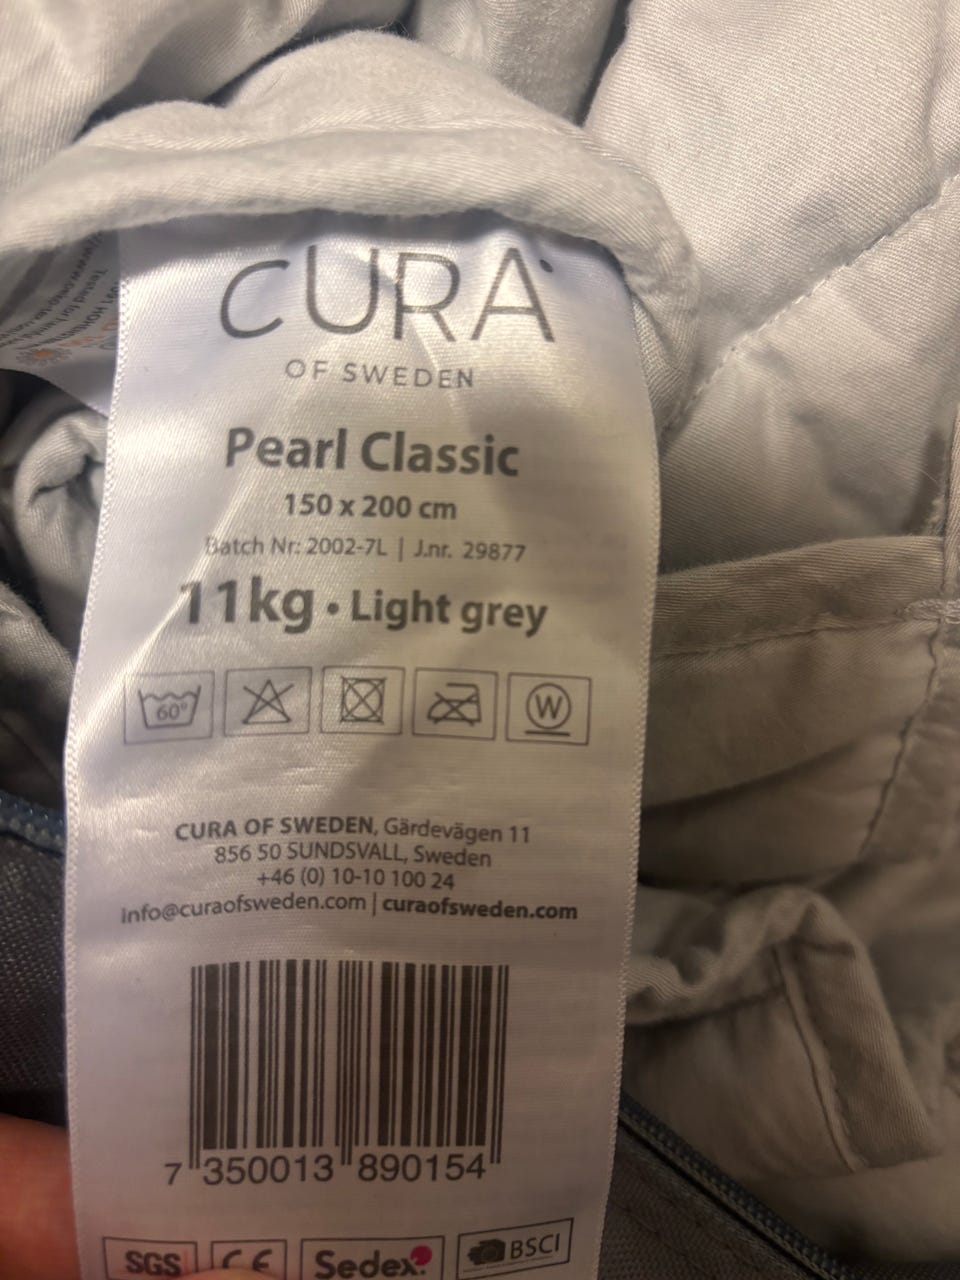 CURA
OF SWEDEN
Pearl Classic
150 x 200 cm
Batch Nr: 2002-7L | J.nr. 29877
11kg • Light grey
60°
W
CURA OF SWEDEN, Gärdevägen 11
856 50 SUNDSVALL, Sweden
+46 (0) 10-10 100 24
info@curaofsweden.com | curaofsweden.com
7 350013 890154
SGS
CE
Sedex
BSCI
Tested for